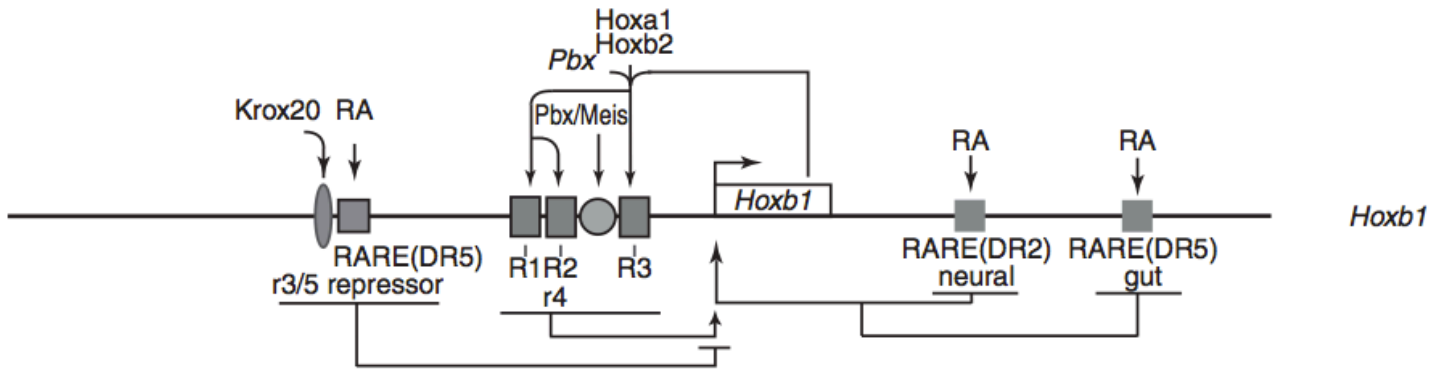 Hoxa1
Hoxb2
Pbx
Krox20 RA
Pbx/Meis
RA
RA
Hoxb1
Hoxb1
RARE(DR5)
r3/5 repressor
R1 R2 R3
r4
RARE(DR2)
neural
RARE(DR5)
gut